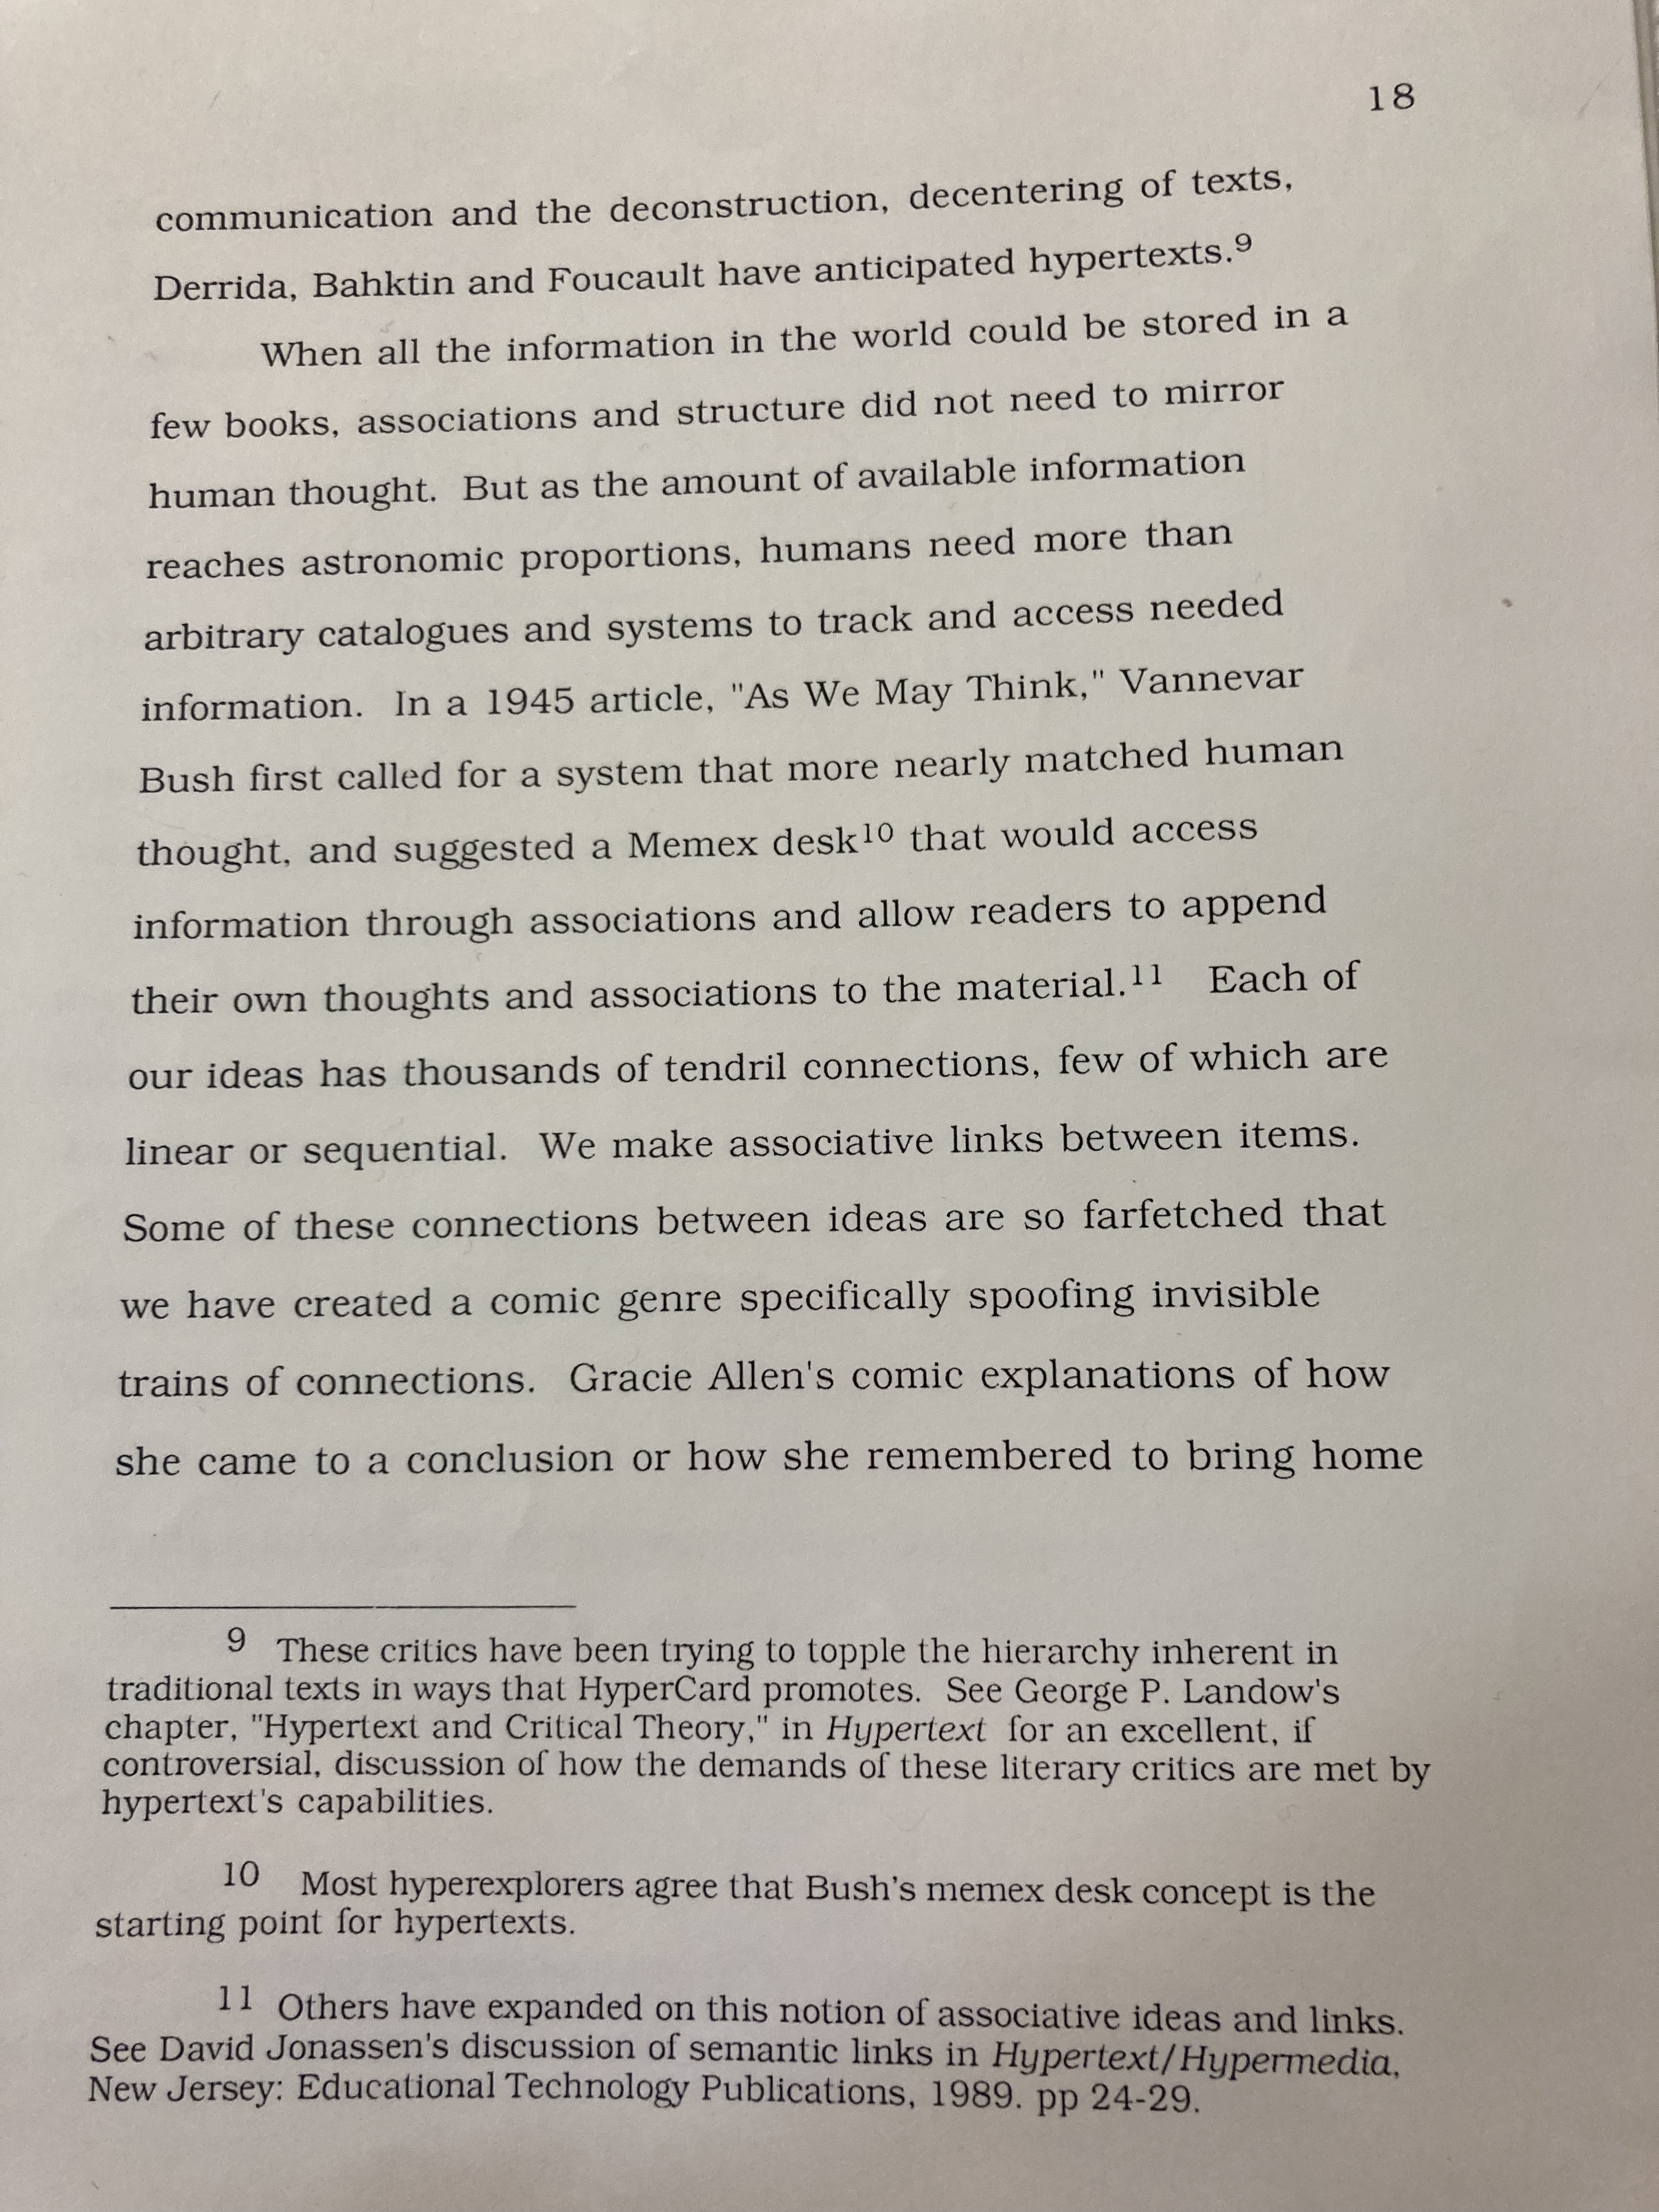 18
communication and the deconstruction, decentering of texts,
Derrida, Bahktin and Foucault have anticipated hypertexts.9
When all the information in the world could be stored in a
few books, associations and structure did not need to mirror
human thought.  But as the amount of available information
reaches astronomic proportions, humans need more than
arbitrary catalogues and systems to track and access needed
information.  In a 1945 article, "As We May Think," Vannevar
Bush first called for a system that more nearly matched human
thought, and suggested a Memex desk10 that would access
information through associations and allow readers to append
their own thoughts and associations to the material.11  Each of
our ideas has thousands of tendril connections, few of which are
linear or sequential.  We make associative links between items.
Some of these connections between ideas are so farfetched that
we have created a comic genre specifically spoofing invisible
trains of connections.  Gracie Allen's comic explanations of how
she came to a conclusion or how she remembered to bring home
9 These critics have been trying to topple the hierarchy inherent in
traditional texts in ways that HyperCard promotes.  See George P. Landow's
chapter, "Hypertext and Critical Theory," in Hypertext for an excellent, if
controversial, discussion of how the demands of these literary critics are met by
hypertext's capabilities.
10 Most hyperexplorers agree that Bush's memex desk concept is the
starting point for hypertexts.
11 Others have expanded on this notion of associative ideas and links.
See David Jonassen's discussion of semantic links in Hypertext/Hypermedia,
New Jersey: Educational Technology Publications, 1989. pp 24-29.